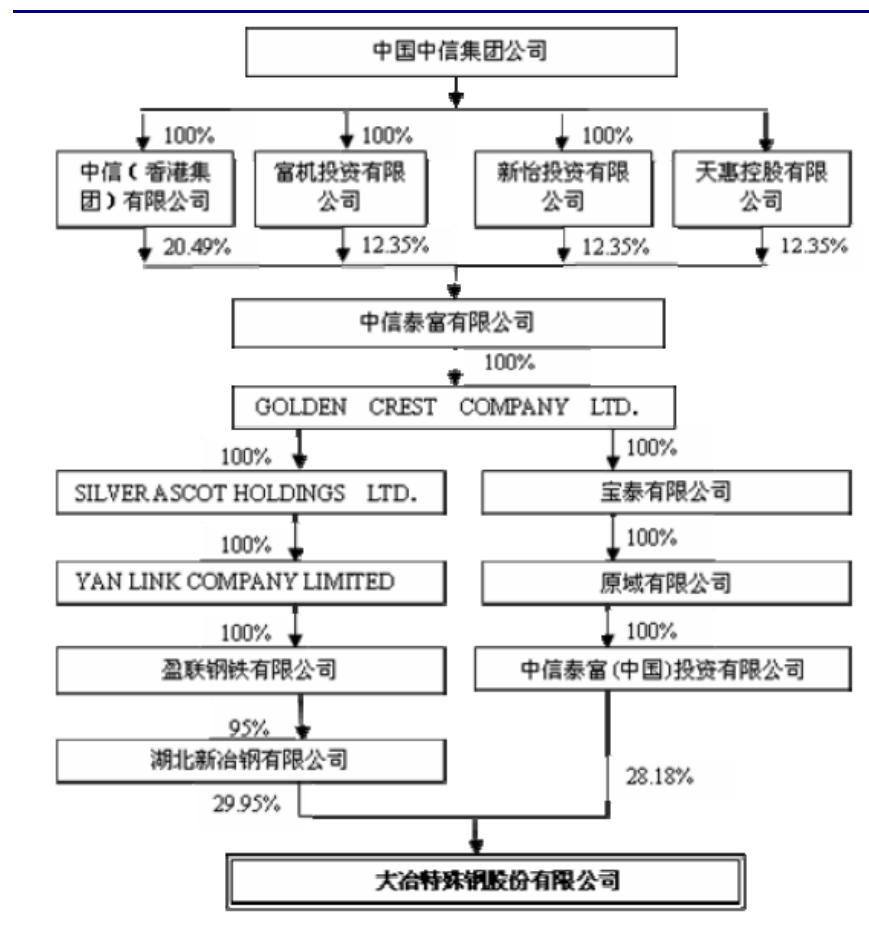 中国中信集团公司
100%
100%
100%
中信（香港集
团）有限公司
富机投资有限
公司
新怡投资有限
公司
天惠控股有限
公司
20.49%
12.35%
12.35%
12.35%
中信泰富有限公司
100%
GOLDEN CREST COMPANY LTD.
100%
100%
SILVER ASCOT HOLDINGS LTD.
宝泰有限公司
100%
100%
YAN LINK COMPANY LIMITED
原域有限公司
100%
100%
盈联钢铁有限公司
中信泰富(中国)投资有限公司
95%
湖北新冶钢有限公司
28.18%
29.95%
大冶特殊钢股份有限公司